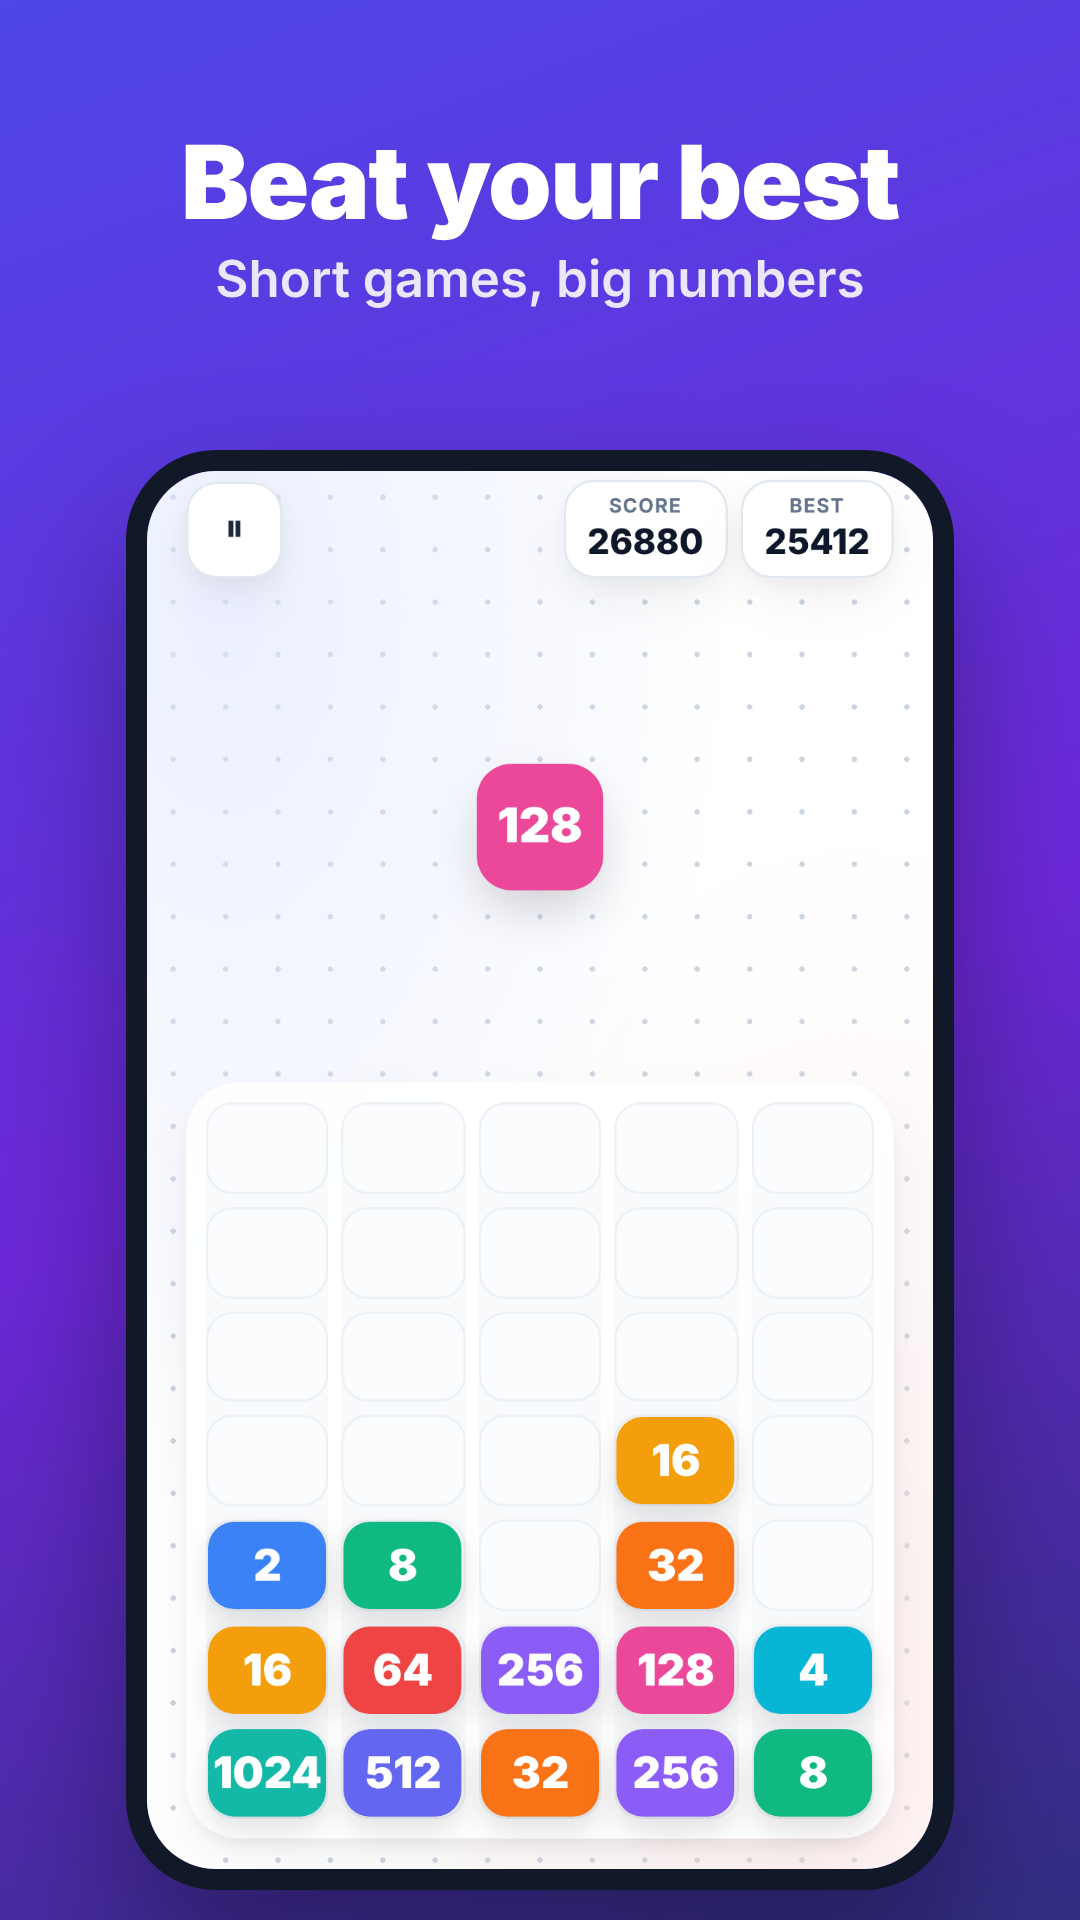 Beat your best
Short games, big numbers
SCORE BEST
26880 25412
128
16
2 8 32
16 64 256 128 4
1024 512 32 256 8